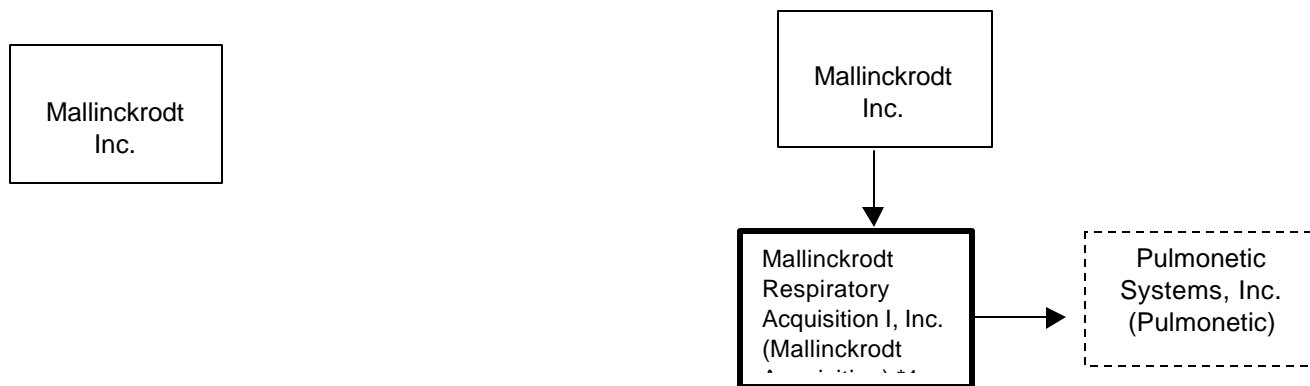 Mallinckrodt
Inc.
Mallinckrodt
Inc.
Mallinckrodt
Respiratory
Acquisition I, Inc.
(Mallinckrodt
Pulmonetic
Systems, Inc.
(Pulmonetic)